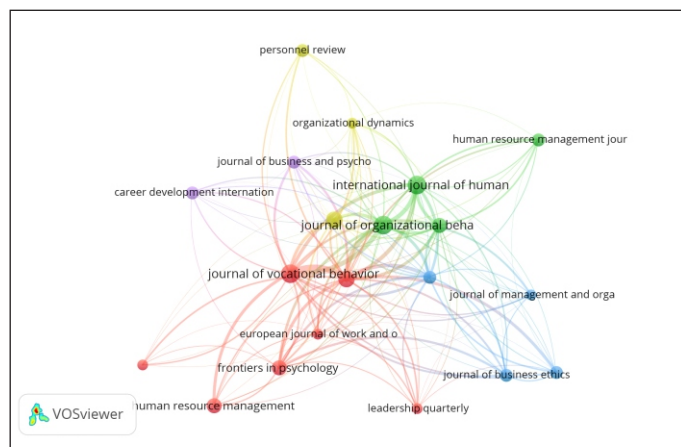 personnel review
organizational dynamics
human resource management jour
journal of business and psycho
international journal of human
career development internation
journal of organizational beha
journal of vocational behavior
journal of management and orga
european journal of work and o
frontiers in psychology
journal of business ethics
human resource management
leadership quarterly
VOSviewer